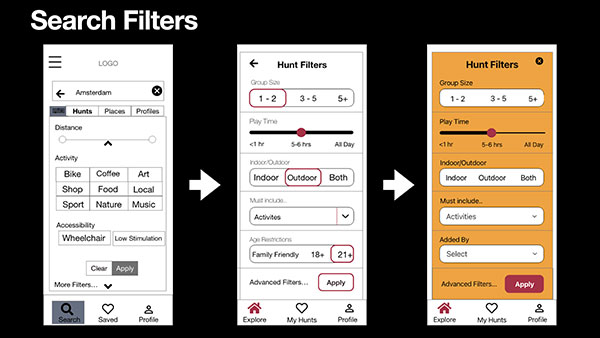 Search Filters
LOGO
Amsterdam
Hunts Places Profiles
Distance
Activity
Bike Coffee Art
Shop Food Local
Sport Nature Music
Accessibility
Wheelchair Low Stimulation
Clear Apply
More Filters...
Search Saved Profile
Hunt Filters
Group Size
1 - 2 3 - 5 5+
Play Time
<1 hr 5-6 hrs All Day
Indoor/Outdoor
Indoor Outdoor Both
Must include..
Activites
Age Restrictions
Family Friendly 18+ 21+
Advanced Filters... Apply
Explore My Hunts Profile
Hunt Filters
Group Size
1 - 2 3 - 5 5+
Play Time
<1 hr 5-6 hrs All Day
Indoor/Outdoor
Indoor Outdoor Both
Must include..
Activities
Added By
Select
Advanced Filters... Apply
Explore My Hunts Profile